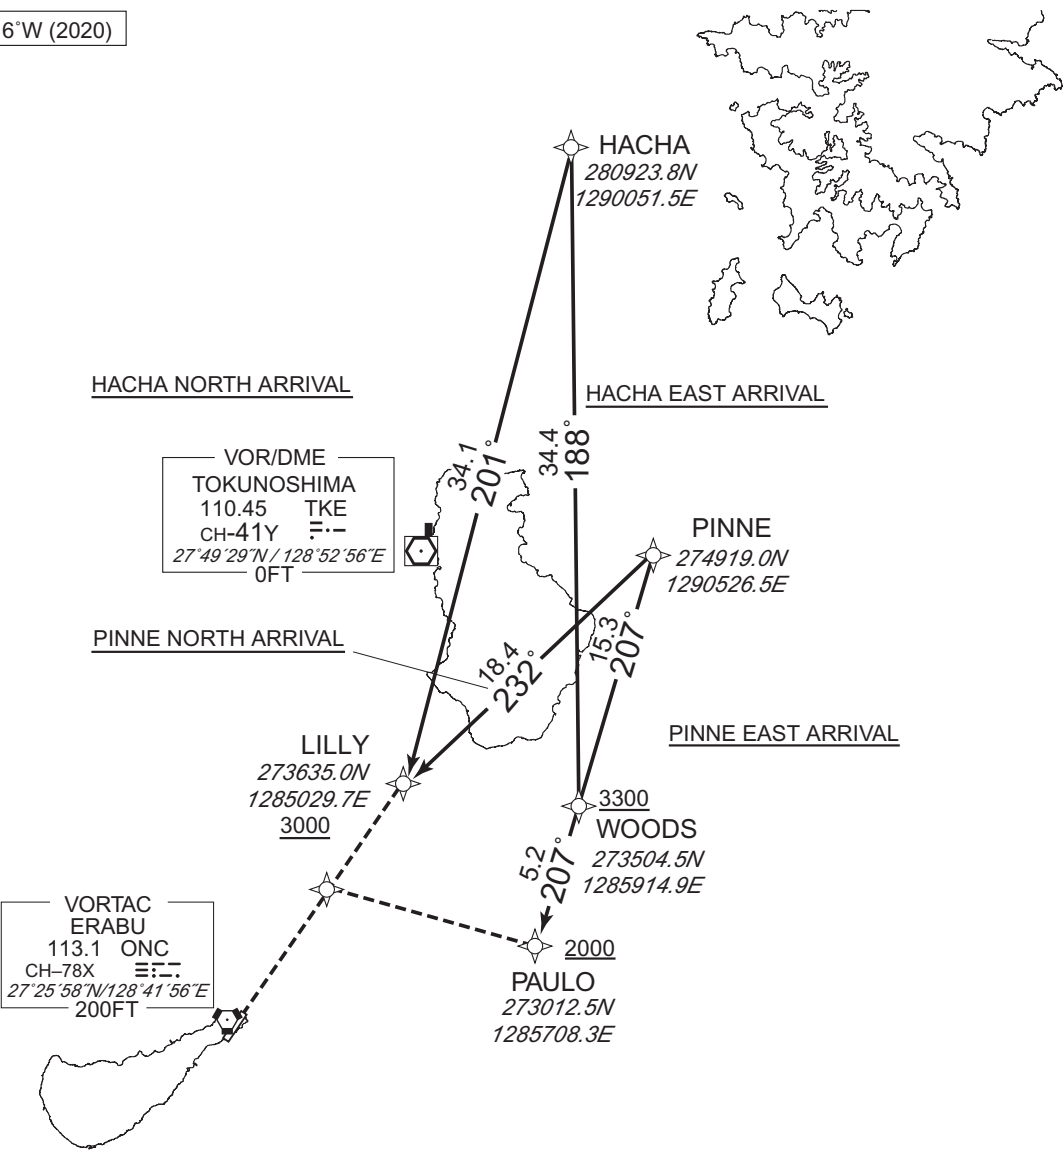 6°W (2020)
HACHA
280923.8N
1290051.5E
HACHA NORTH ARRIVAL
HACHA EAST ARRIVAL
34.1
201°
34.4
188°
VOR/DME
TOKUNOSHIMA
110.45 TKE
CH-41Y
27°49´29˝N / 128°52´56˝E
0FT
PINNE
274919.0N
1290526.5E
PINNE NORTH ARRIVAL
18.4
232°
15.3
207°
PINNE EAST ARRIVAL
LILLY
273635.0N
1285029.7E
3000
3300
WOODS
273504.5N
1285914.9E
5.2
207°
VORTAC
ERABU
113.1 ONC
CH–78X
27°25´58˝N/128°41´56˝E
200FT
2000
PAULO
273012.5N
1285708.3E